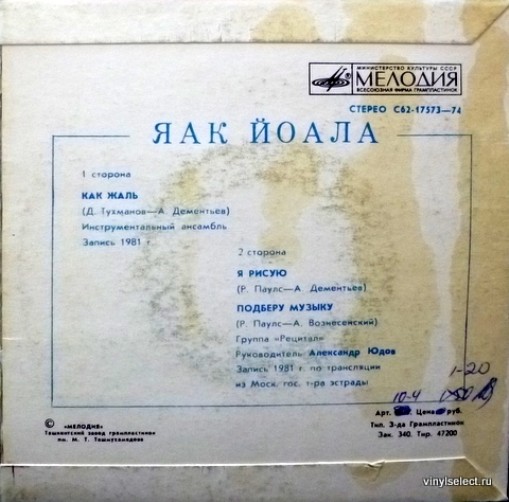 МИНИСТЕРСТВО КУЛЬТУРЫ СССР
МЕЛОДИЯ
ВСЕСОЮЗНАЯ ФИРМА ГРАМПЛАСТИНОК
СТЕРЕО С62-17573—74
ЯАК ЙОАЛА
1 сторона
КАК ЖАЛЬ
(Д. Тухманов—А. Дементьев)
Инструментальный ансамбль
Запись 1981 г.
2 сторона
Я РИСУЮ
(Р. Паулс—А. Дементьев)
ПОДБЕРУ МУЗЫКУ
(Р. Паулс—А. Вознесенский)
Группа «Рецитал»
Руководитель Александр Юдов
Запись 1981 г. по трансляции
из Моск. гос. т-ра эстрады
1-20
10-4
Арт. Цена руб.
Тип. З-да Грампластинок
Зак. 340. Тир. 47200
© «МЕЛОДИЯ»
Ташкентский завод грампластинок
им. М. Т. Ташмухамедова
vinylselect.ru